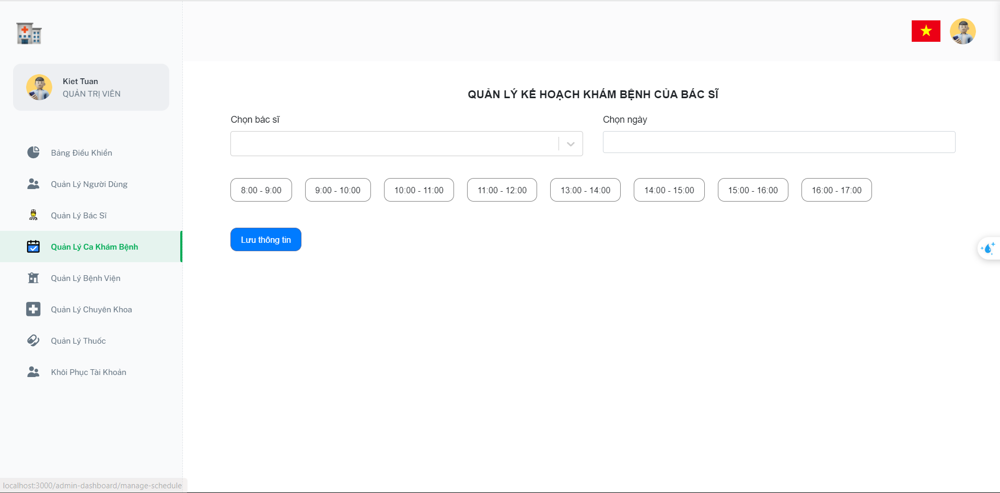 Kiet Tuan
QUẢN TRỊ VIÊN
Bảng Điều Khiển
Quản Lý Người Dùng
Quản Lý Bác Sĩ
Quản Lý Ca Khám Bệnh
Quản Lý Bệnh Viện
Quản Lý Chuyên Khoa
Quản Lý Thuốc
Khôi Phục Tài Khoản
QUẢN LÝ KẾ HOẠCH KHÁM BỆNH CỦA BÁC SĨ
Chọn bác sĩ
Chọn ngày
8:00 - 9:00
9:00 - 10:00
10:00 - 11:00
11:00 - 12:00
13:00 - 14:00
14:00 - 15:00
15:00 - 16:00
16:00 - 17:00
Lưu thông tin
localhost:3000/admin-dashboard/manage-schedule